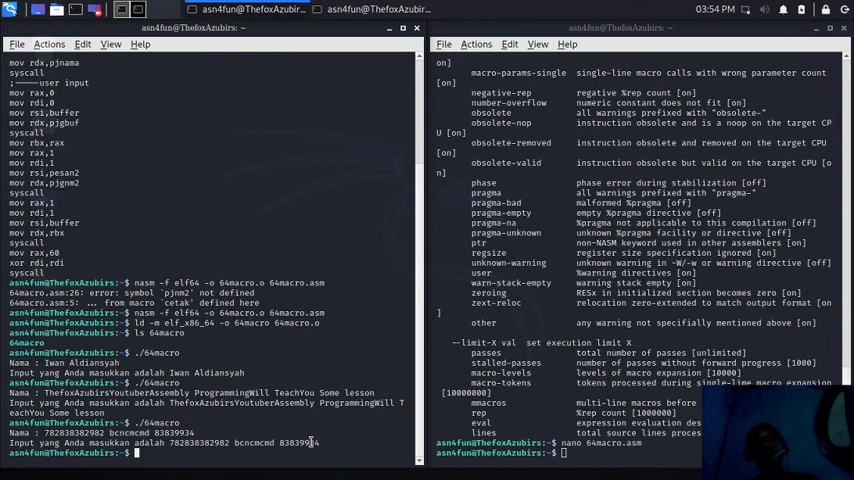 asn4fun@ThefoxAzubirs: ~
asn4fun@ThefoxAzubir...
03:54 PM
asn4fun@ThefoxAzubirs: ~
File Actions Edit View Help
mov rdx,pjnama
syscall
;----user input
mov rax,0
mov rdi,0
mov rsi,buffer
mov rdx,pjgbuf
syscall
mov rbx,rax
mov rax,1
mov rdi,1
mov rsi,pesan2
mov rdx,pjgnm2
syscall
mov rax,1
mov rdi,1
mov rsi,buffer
mov rdx,rbx
syscall
mov rax,60
xor rdi,rdi
syscall
asn4fun@ThefoxAzubirs:~$ nasm -f elf64 -o 64macro.o 64macro.asm
64macro.asm:26: error: symbol `pjnm2' not defined
64macro.asm:5: ... from macro `cetak' defined here
asn4fun@ThefoxAzubirs:~$ nasm -f elf64 -o 64macro.o 64macro.asm
asn4fun@ThefoxAzubirs:~$ ld -m elf_x86_64 -o 64macro 64macro.o
asn4fun@ThefoxAzubirs:~$ ls 64macro
64macro
asn4fun@ThefoxAzubirs:~$ ./64macro
Nama : Iwan Aldiansyah
Input yang Anda masukkan adalah Iwan Aldiansyah
asn4fun@ThefoxAzubirs:~$ ./64macro
Nama : ThefoxAzubirsYoutuberAssembly ProgrammingWill TeachYou Some lesson
Input yang Anda masukkan adalah ThefoxAzubirsYoutuberAssembly ProgrammingWill T
eachYou Some lesson
asn4fun@ThefoxAzubirs:~$ ./64macro
Nama : 782838382982 bcncmcmd 83839934
Input yang Anda masukkan adalah 782838382982 bcncmcmd 83839934
asn4fun@ThefoxAzubirs:~$
asn4fun@ThefoxAzubirs: ~
File Actions Edit View Help
on]
macro-params-single single-line macro calls with wrong parameter count
[on]
negative-rep negative %rep count [on]
number-overflow numeric constant does not fit [on]
obsolete all warnings prefixed with "obsolete-"
obsolete-nop instruction obsolete and is a noop on the target CP
U [on]
obsolete-removed instruction obsolete and removed on the target CPU
[on]
obsolete-valid instruction obsolete but valid on the target CPU [o
n]
phase phase error during stabilization [off]
pragma all warnings prefixed with "pragma-"
pragma-bad malformed %pragma [off]
pragma-empty empty %pragma directive [off]
pragma-na %pragma not applicable to this compilation [off]
pragma-unknown unknown %pragma facility or directive [off]
ptr non-NASM keyword used in other assemblers [on]
regsize register size specification ignored [on]
unknown-warning unknown warning in -W/-w or warning directive [off]
user %warning directives [on]
warn-stack-empty warning stack empty [on]
zeroing RESx in initialized section becomes zero [on]
zext-reloc relocation zero-extended to match output format [on
]
other any warning not specifially mentioned above [on]
--limit-X val set execution limit X
passes total number of passes [unlimited]
stalled-passes number of passes without forward progress [1000]
macro-levels levels of macro expansion [10000]
macro-tokens tokens processed during single-line macro expansion
[10000000]
mmacros multi-line macros before
rep %rep count [1000000]
eval expression evaluation
lines total source lines proces
asn4fun@ThefoxAzubirs:~$ nano 64macro.asm
asn4fun@ThefoxAzubirs:~$